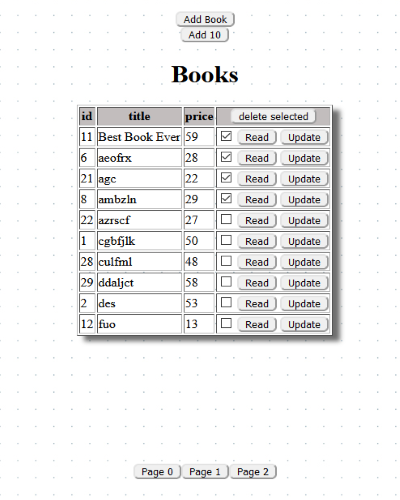 Add Book
Add 10
Books
id title price delete selected
11 Best Book Ever 59 Read Update
6 aeofrx 28 Read Update
21 agc 22 Read Update
8 ambzln 29 Read Update
22 azrscf 27 Read Update
1 cgbfjlk 50 Read Update
28 culfml 48 Read Update
29 ddaljct 58 Read Update
2 des 53 Read Update
12 fuo 13 Read Update
Page 0 Page 1 Page 2